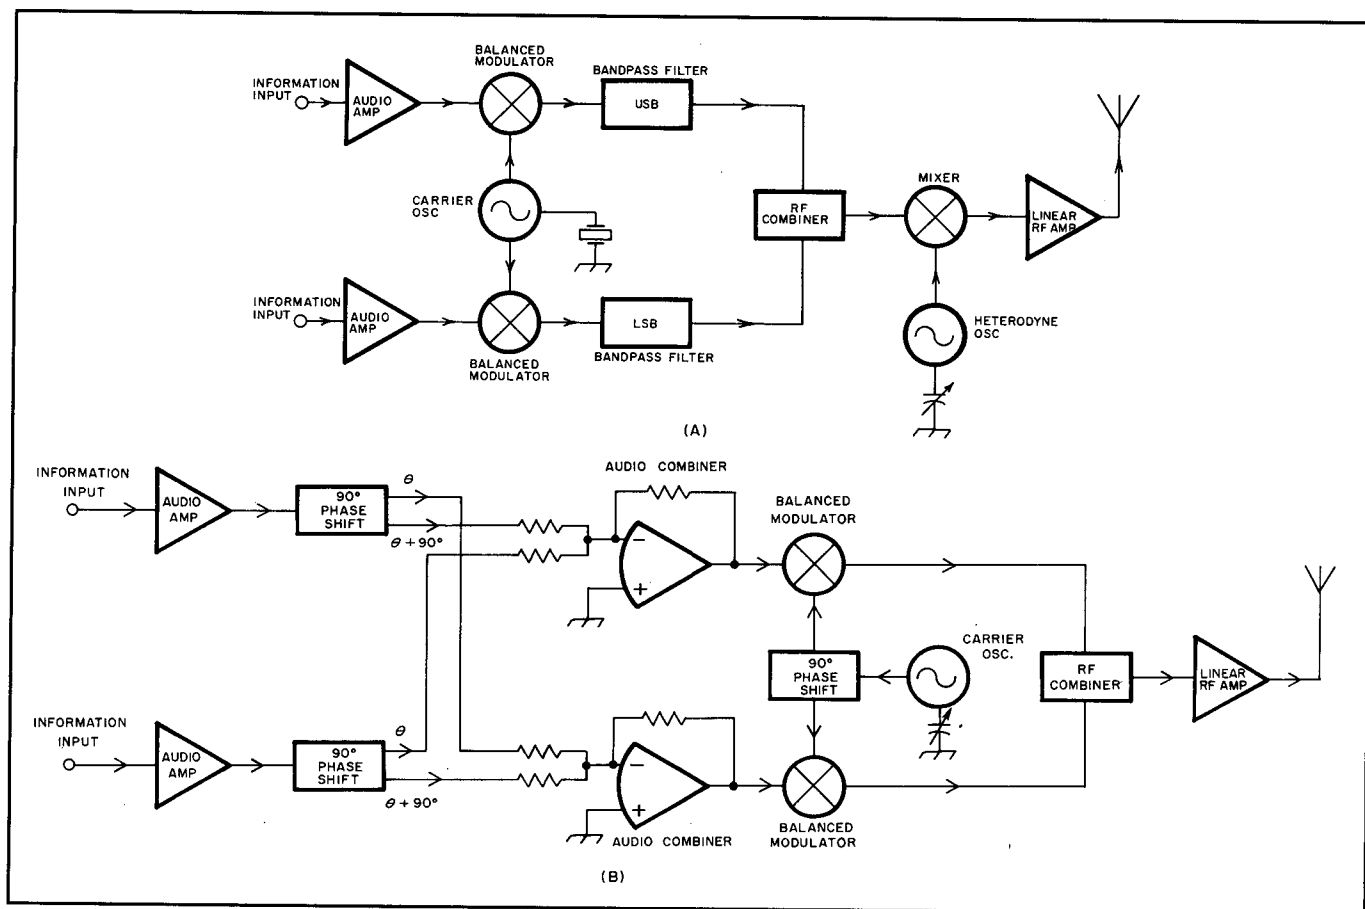 BALANCED
MODULATOR
BANDPASS FILTER
INFORMATION
INPUT
AUDIO
AMP
USB
MIXER
CARRIER
OSC
RF
COMBINER
LINEAR
RF AMP
INFORMATION
INPUT
AUDIO
AMP
LSB
HETERODYNE
OSC
BALANCED
MODULATOR
BANDPASS FILTER
(A)
INFORMATION
INPUT
AUDIO
AMP
90°
PHASE
SHIFT
θ
θ + 90°
AUDIO COMBINER
−
+
BALANCED
MODULATOR
CARRIER
OSC.
90°
PHASE
SHIFT
RF
COMBINER
LINEAR
RF AMP
INFORMATION
INPUT
AUDIO
AMP
90°
PHASE
SHIFT
θ
θ + 90°
−
+
AUDIO COMBINER
BALANCED
MODULATOR
(B)